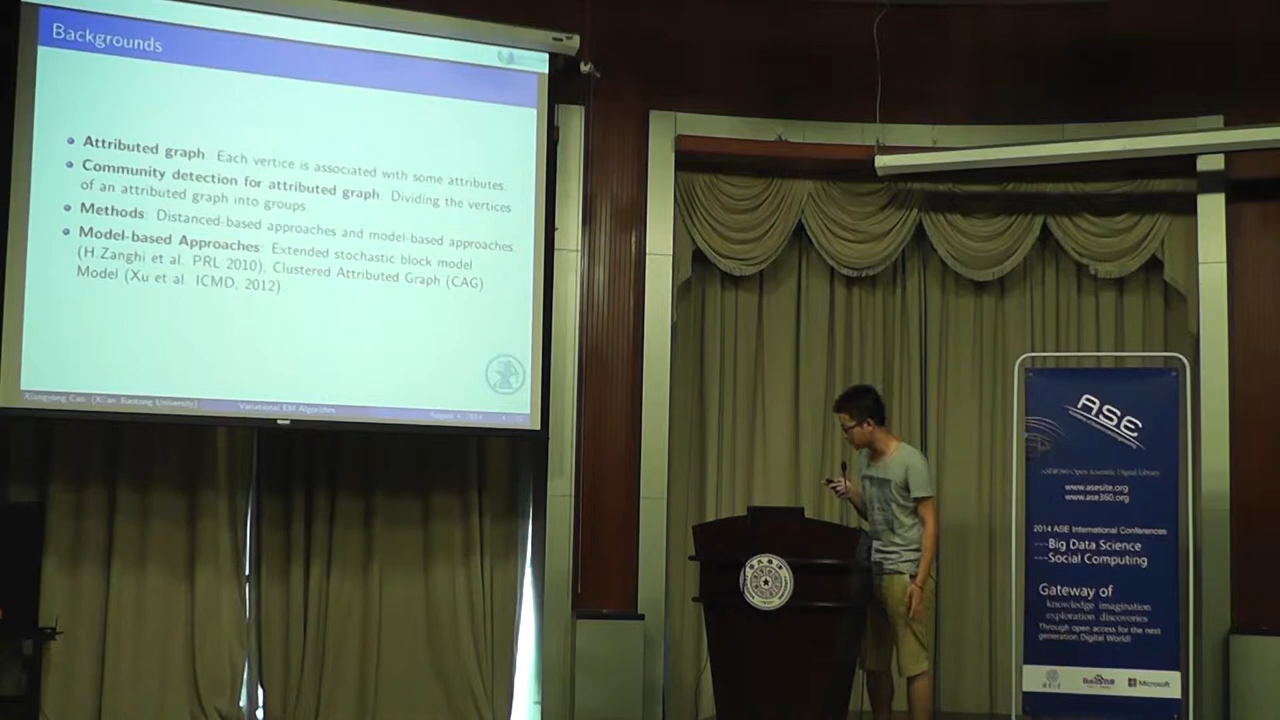 Backgrounds
Attributed graph: Each vertice is associated with some attributes.
Community detection for attributed graph: Dividing the vertices
of an attributed graph into groups.
Methods: Distanced-based approaches and model-based approaches.
Model-based Approaches: Extended stochastic block model
(H.Zanghi et al. PRL 2010), Clustered Attributed Graph (CAG)
Model (Xu et al. ICMD, 2012).
Xiangyong Cao (Xi'an Jiaotong University)
Variational EM Algorithm
August 4, 2014
ASE
Open Scientific Digital Library
www.asesite.org
www.ase360.org
2014 ASE International Conferences
---Big Data Science
---Social Computing
Gateway of
knowledge imagination
exploration discoveries
Through open access for the next
generation Digital World!
Microsoft